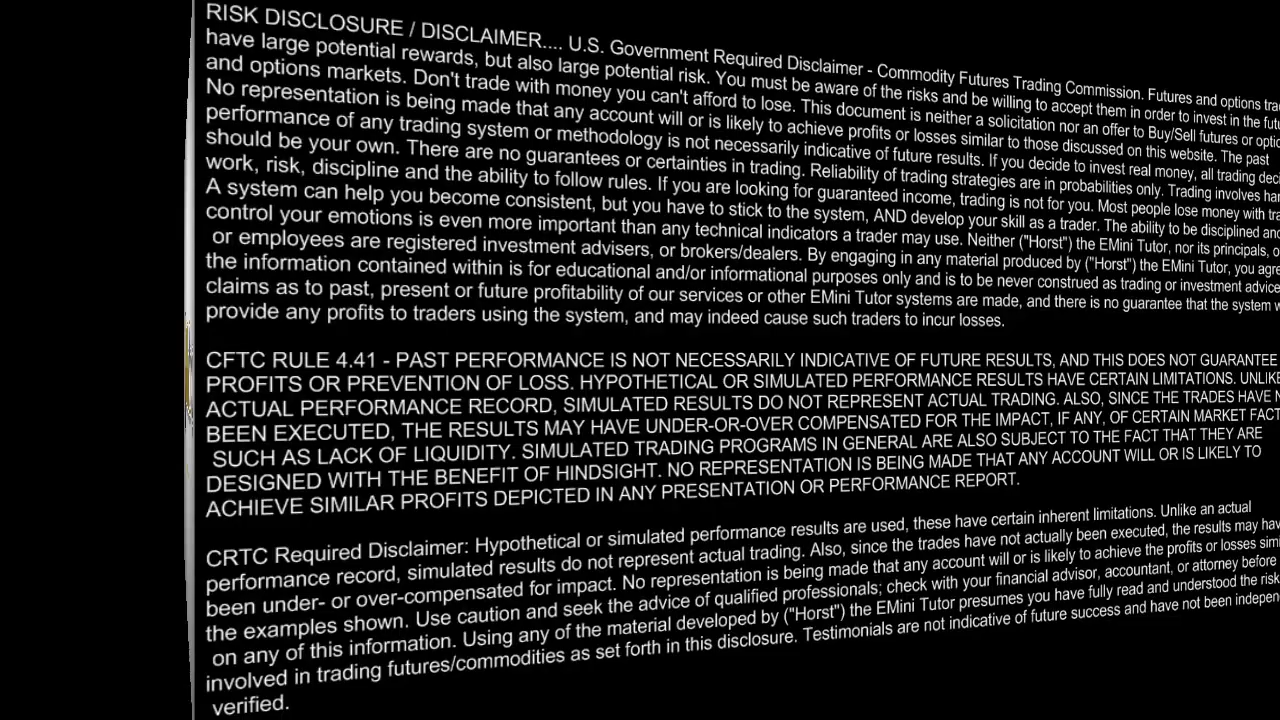 RISK DISCLOSURE / DISCLAIMER.... U.S. Government Required Disclaimer - Commodity Futures Trading Commission. Futures and options
have large potential rewards, but also large potential risk. You must be aware of the risks and be willing to accept them in order to invest in the
and options markets. Don't trade with money you can't afford to lose. This document is neither a solicitation nor an offer to Buy/Sell futures or
No representation is being made that any account will or is likely to achieve profits or losses similar to those discussed on this website. The past
performance of any trading system or methodology is not necessarily indicative of future results. If you decide to invest real money, all trading
should be your own. There are no guarantees or certainties in trading. Reliability of trading strategies are in probabilities only. Trading involves
work, risk, discipline and the ability to follow rules. If you are looking for guaranteed income, trading is not for you. Most people lose money with
A system can help you become consistent, but you have to stick to the system, AND develop your skill as a trader. The ability to be disciplined
control your emotions is even more important than any technical indicators a trader may use. Neither ("Horst") the EMini Tutor, nor its principals,
or employees are registered investment advisers, or brokers/dealers. By engaging in any material produced by ("Horst") the EMini Tutor, you
the information contained within is for educational and/or informational purposes only and is to be never construed as trading or investment
claims as to past, present or future profitability of our services or other EMini Tutor systems are made, and there is no guarantee that the system
provide any profits to traders using the system, and may indeed cause such traders to incur losses.
CFTC RULE 4.41 - PAST PERFORMANCE IS NOT NECESSARILY INDICATIVE OF FUTURE RESULTS, AND THIS DOES NOT GUARANTEE
PROFITS OR PREVENTION OF LOSS. HYPOTHETICAL OR SIMULATED PERFORMANCE RESULTS HAVE CERTAIN LIMITATIONS. UNLIKE
ACTUAL PERFORMANCE RECORD, SIMULATED RESULTS DO NOT REPRESENT ACTUAL TRADING. ALSO, SINCE THE TRADES HAVE
BEEN EXECUTED, THE RESULTS MAY HAVE UNDER-OR-OVER COMPENSATED FOR THE IMPACT, IF ANY, OF CERTAIN MARKET
SUCH AS LACK OF LIQUIDITY. SIMULATED TRADING PROGRAMS IN GENERAL ARE ALSO SUBJECT TO THE FACT THAT THEY ARE
DESIGNED WITH THE BENEFIT OF HINDSIGHT. NO REPRESENTATION IS BEING MADE THAT ANY ACCOUNT WILL OR IS LIKELY TO
ACHIEVE SIMILAR PROFITS DEPICTED IN ANY PRESENTATION OR PERFORMANCE REPORT.
CRTC Required Disclaimer: Hypothetical or simulated performance results are used, these have certain inherent limitations. Unlike an actual
performance record, simulated results do not represent actual trading. Also, since the trades have not actually been executed, the results may
been under- or over-compensated for impact. No representation is being made that any account will or is likely to achieve the profits or losses
the examples shown. Use caution and seek the advice of qualified professionals; check with your financial advisor, accountant, or attorney before
on any of this information. Using any of the material developed by ("Horst") the EMini Tutor presumes you have fully read and understood the
involved in trading futures/commodities as set forth in this disclosure. Testimonials are not indicative of future success and have not been
verified.